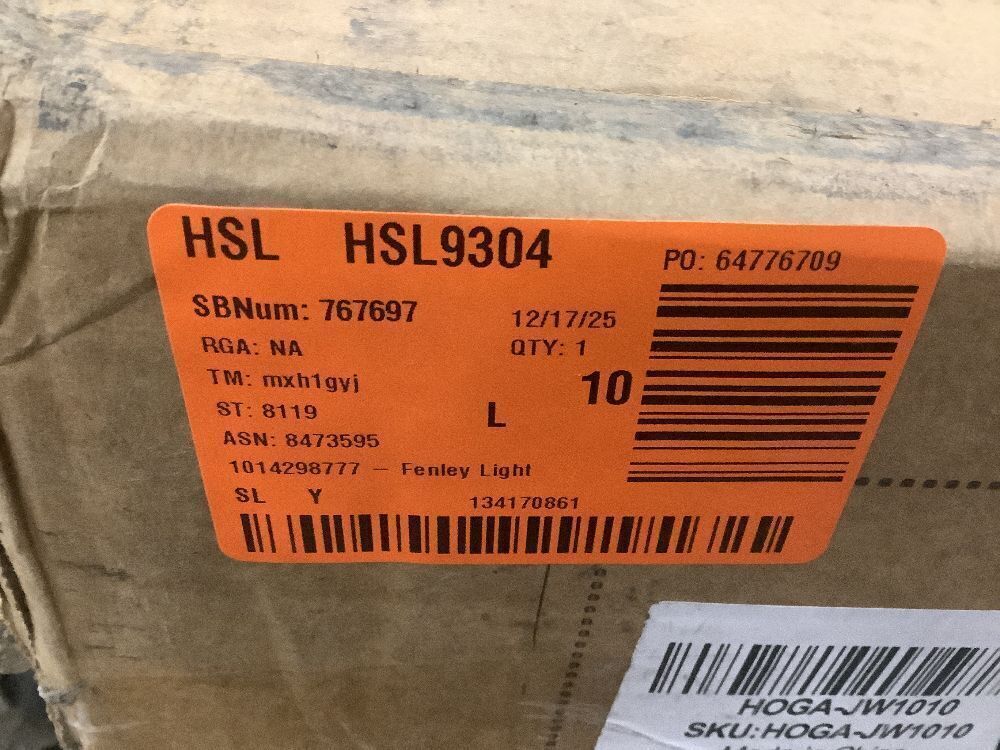 HSL HSL9304
PO: 64776709
SBNum: 767697
12/17/25
RGA: NA
QTY: 1
TM: mxh1gyj
10
ST: 8119
L
ASN: 8473595
1014298777 - Fenley Light
SL Y
134170861
HOGA-JW1010
SKU:HOGA-JW1010